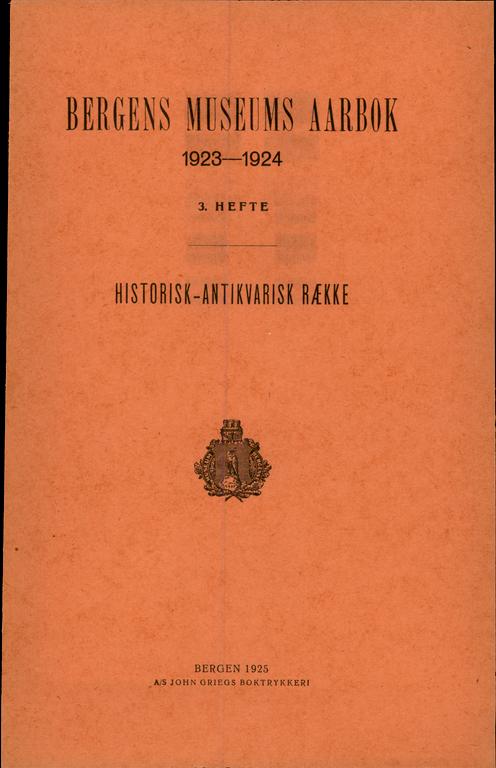 BERGENS MUSEUMS AARBOK
1923—1924
3. HEFTE
HISTORISK-ANTIKVARISK RÆKKE
BERGEN 1925
A/S JOHN GRIEGS BOKTRYKKERI